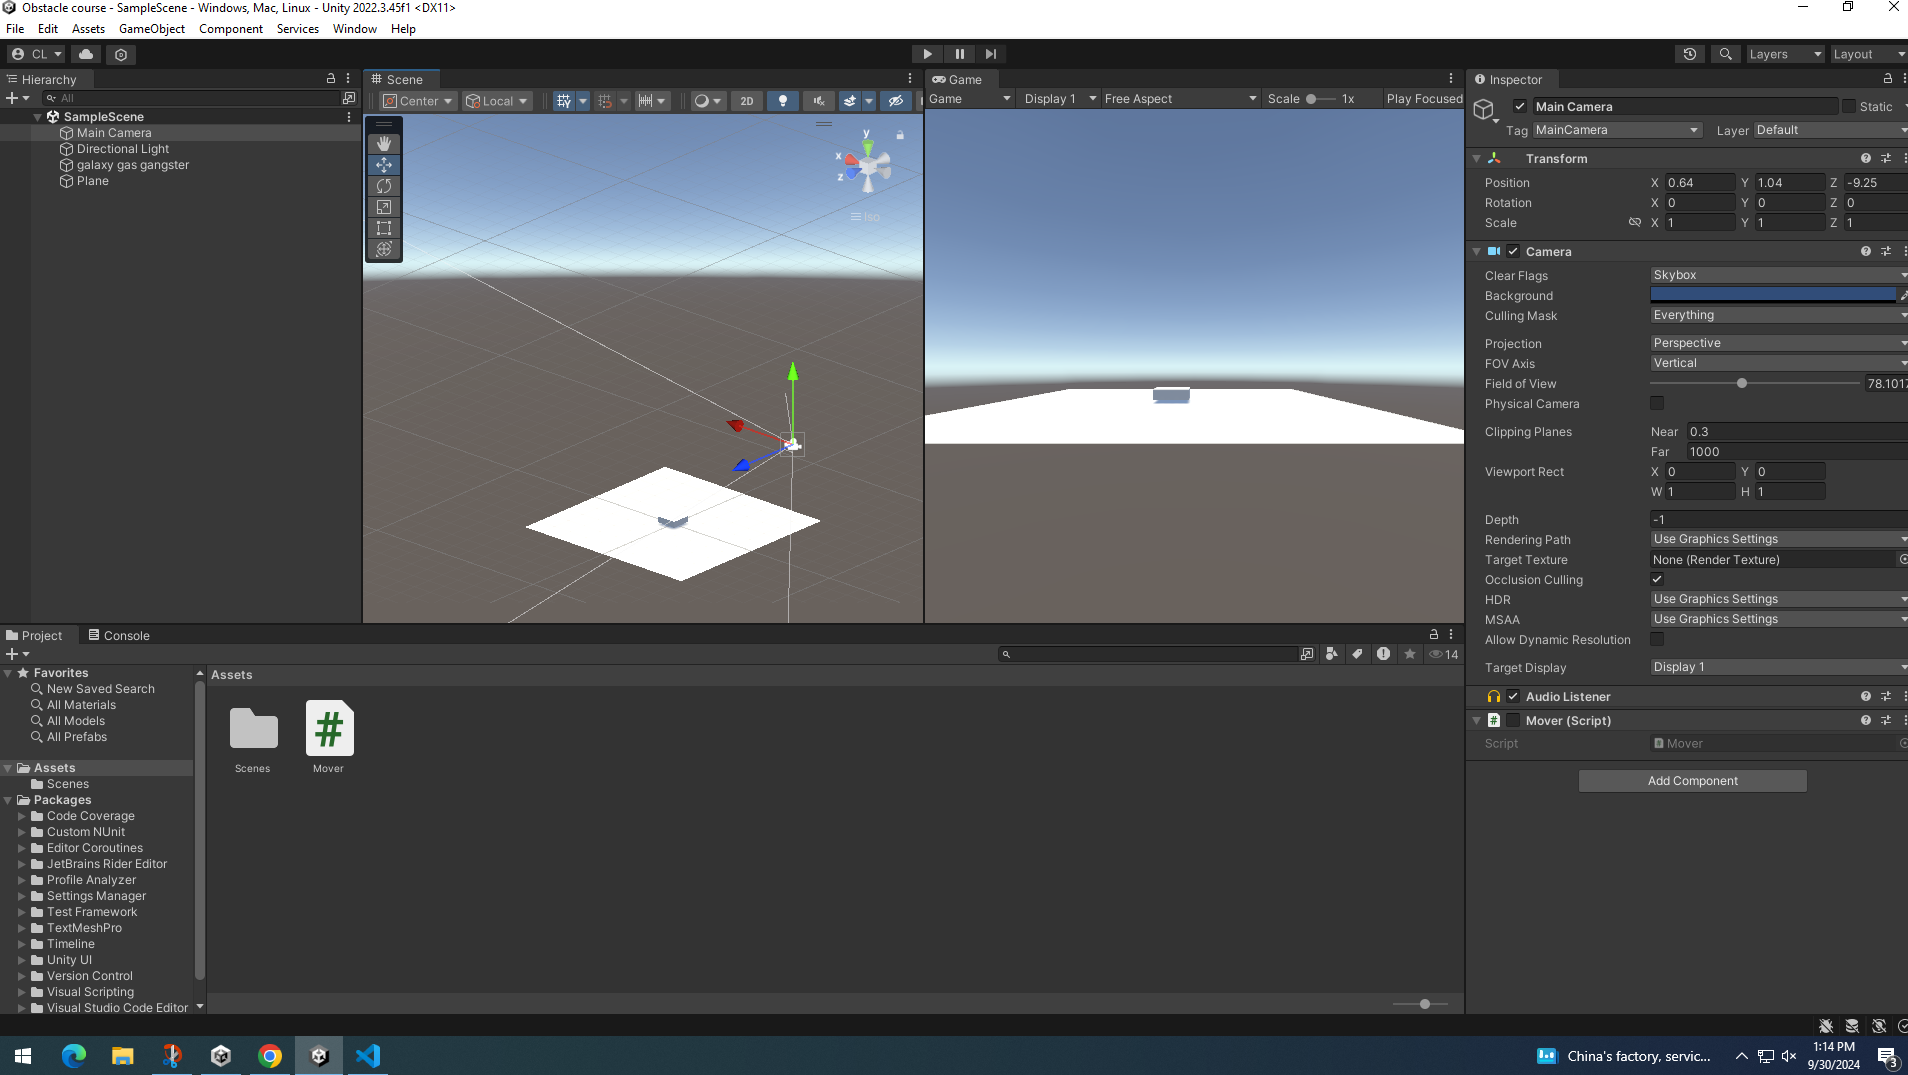 Obstacle course - SampleScene - Windows, Mac, Linux - Unity 2022.3.45f1 <DX11>
File Edit Assets GameObject Component Services Window Help
CL
Layers
Layout
Hierarchy
All
SampleScene
Main Camera
Directional Light
galaxy gas gangster
Plane
Scene
Center
Local
2D
y
x
z
Iso
Game
Game
Display 1
Free Aspect
Scale
1x
Play Focused
Inspector
Main Camera
Static
Tag
MainCamera
Layer
Default
Transform
Position X 0.64 Y 1.04 Z -9.25
Rotation X 0 Y 0 Z 0
Scale X 1 Y 1 Z 1
Camera
Clear Flags Skybox
Background
Culling Mask Everything
Projection Perspective
FOV Axis Vertical
Field of View 78.1017
Physical Camera
Clipping Planes Near 0.3
Far 1000
Viewport Rect X 0 Y 0
W 1 H 1
Depth -1
Rendering Path Use Graphics Settings
Target Texture None (Render Texture)
Occlusion Culling
HDR Use Graphics Settings
MSAA Use Graphics Settings
Allow Dynamic Resolution
Target Display Display 1
# Audio Listener
# Mover (Script)
Script Mover
Add Component
Project
Console
14
Favorites
New Saved Search
All Materials
All Models
All Prefabs
Assets
Scenes
Packages
Code Coverage
Custom NUnit
Editor Coroutines
JetBrains Rider Editor
Profile Analyzer
Settings Manager
Test Framework
TextMeshPro
Timeline
Unity UI
Version Control
Visual Scripting
Visual Studio Code Editor
Assets
#
Scenes
Mover
China's factory, servic...
1:14 PM
9/30/2024
3